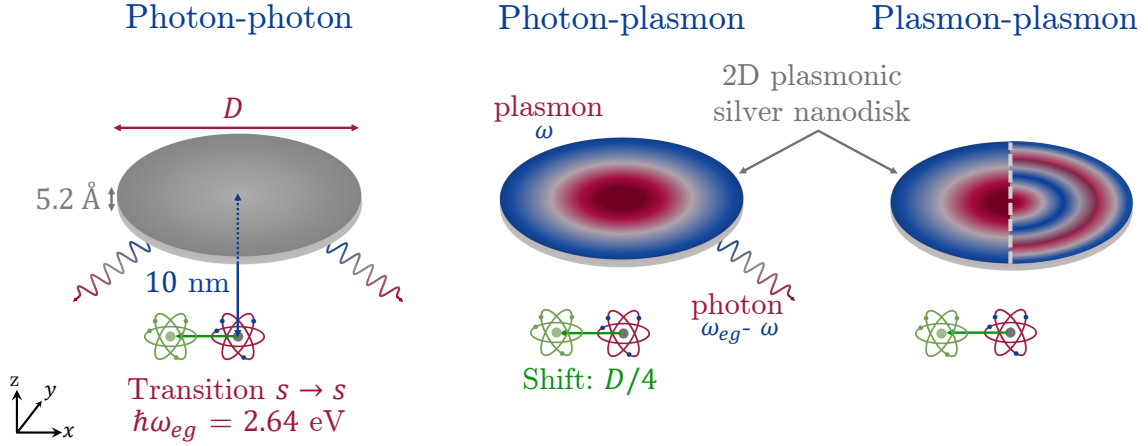 Photon-photon
Photon-plasmon
Plasmon-plasmon
D
5.2 Å
10 nm
Transition s → s
ħω_eg = 2.64 eV
z
y
x
plasmon
ω
2D plasmonic
silver nanodisk
photon
ω_eg- ω
Shift: D/4